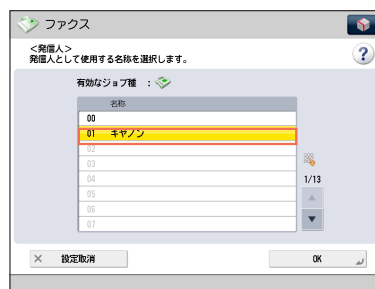 ファクス
<発信人>
発信人として使用する名称を選択します。
?
有効なジョブ種 :
名称
00
01 キヤノン
02
03
04
05
06
07
1/13
× 設定取消
OK